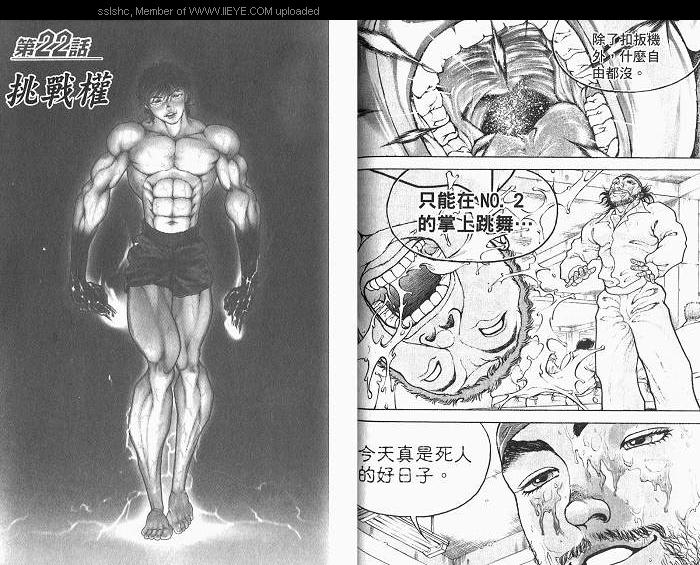 sslshc, Member of VWWW.IIEYE.COM uploaded
第22話
挑戰權
除了扣扳機
外，什麼自
由都沒。
只能在NO. 2
的掌上跳舞…
今天真是死人
的好日子。